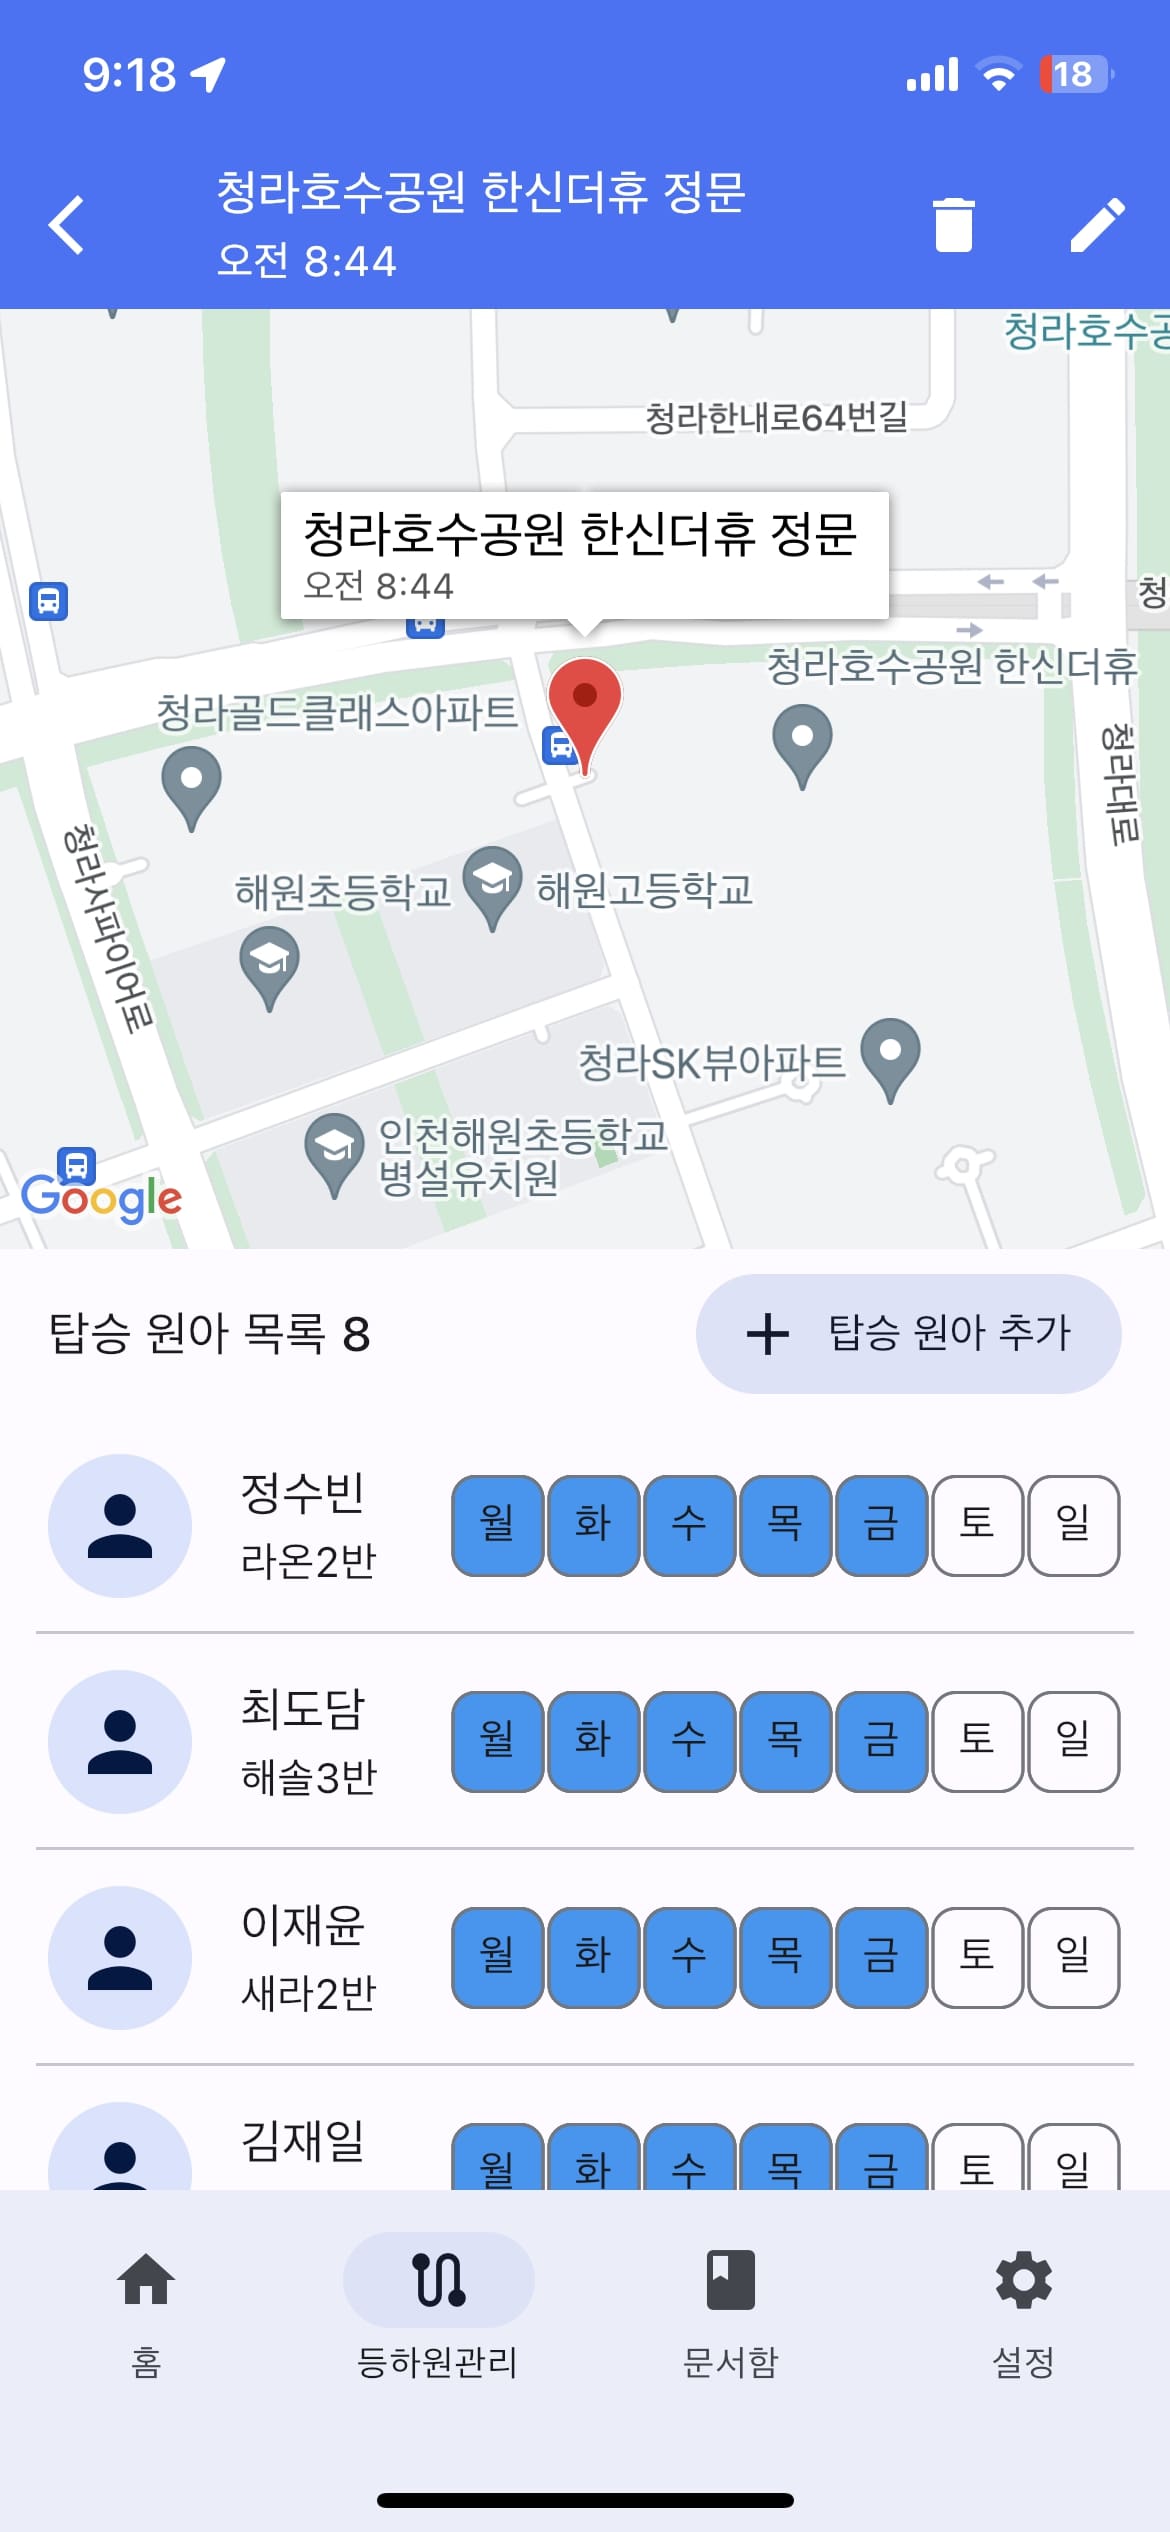 9:18
18
청라호수공원 한신더휴 정문
오전 8:44
청라호수공
청라한내로64번길
청라호수공원 한신더휴 정문
오전 8:44
청
청라호수공원 한신더휴
청라골드클래스아파트
청라대로
청라사파이어로
해원초등학교
해원고등학교
청라SK뷰아파트
인천해원초등학교
병설유치원
Google
탑승 원아 목록 8
+ 탑승 원아 추가
정수빈
라온2반
월 화 수 목 금 토 일
최도담
해솔3반
월 화 수 목 금 토 일
이재윤
새라2반
월 화 수 목 금 토 일
김재일
월 화 수 목 금 토 일
홈
등하원관리
문서함
설정